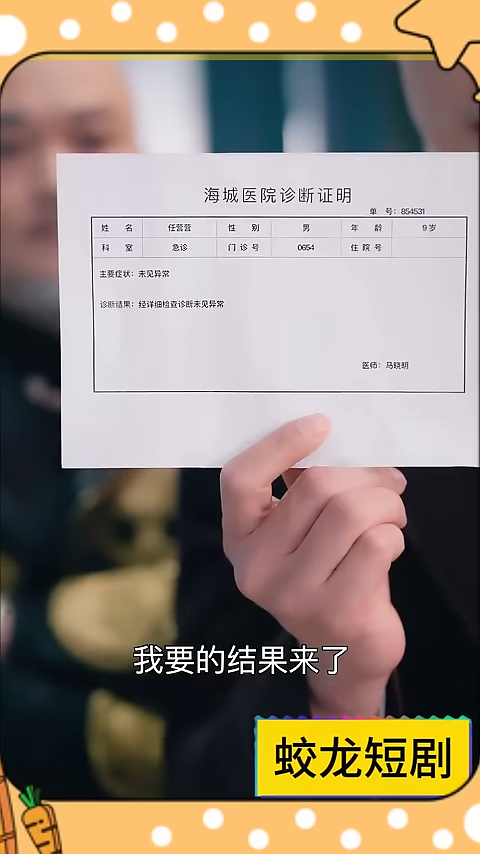 海城医院诊断证明
单 号：854531
姓 名 任营营 性 别 男 年 龄 9岁
科 室 急诊 门诊号 0654 住院号
主要症状：未见异常
诊断结果：经详细检查诊断未见异常
医师：马晓明
我要的结果来了
蛟龙短剧